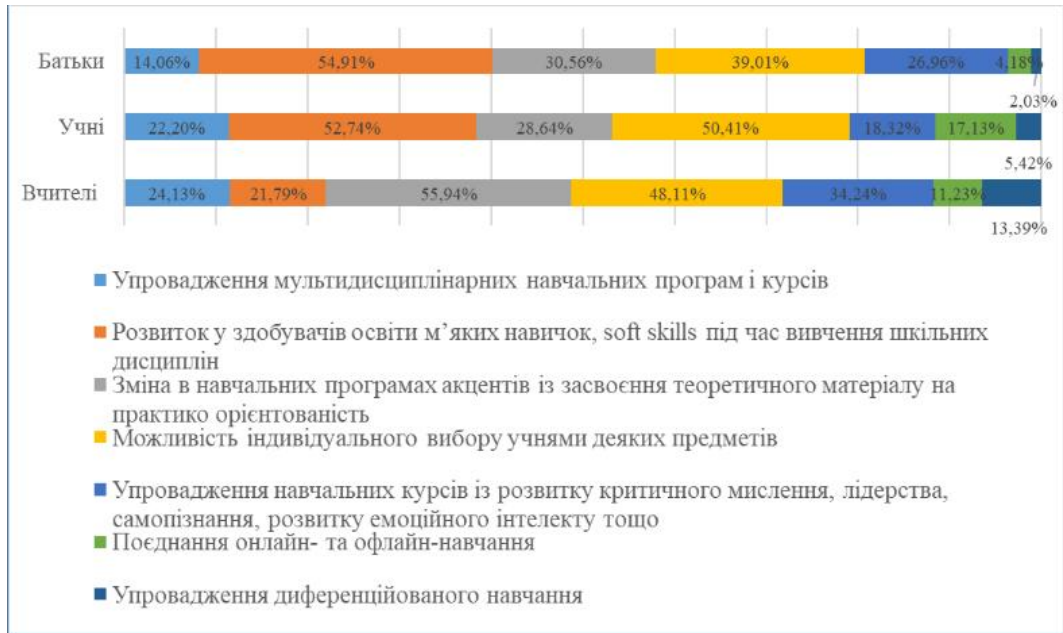 Батьки
14,06% 54,91% 30,56% 39,01% 26,96% 4,18%
2,03%
Учні
22,20% 52,74% 28,64% 50,41% 18,32% 17,13%
5,42%
Вчителі
24,13% 21,79% 55,94% 48,11% 34,24% 11,23%
13,39%
Упровадження мультидисциплінарних навчальних програм і курсів
Розвиток у здобувачів освіти м’яких навичок, soft skills під час вивчення шкільних
дисциплін
Зміна в навчальних програмах акцентів із засвоєння теоретичного матеріалу на
практико орієнтованість
Можливість індивідуального вибору учнями деяких предметів
Упровадження навчальних курсів із розвитку критичного мислення, лідерства,
самопізнання, розвитку емоційного інтелекту тощо
Поєднання онлайн- та офлайн-навчання
Упровадження диференційованого навчання